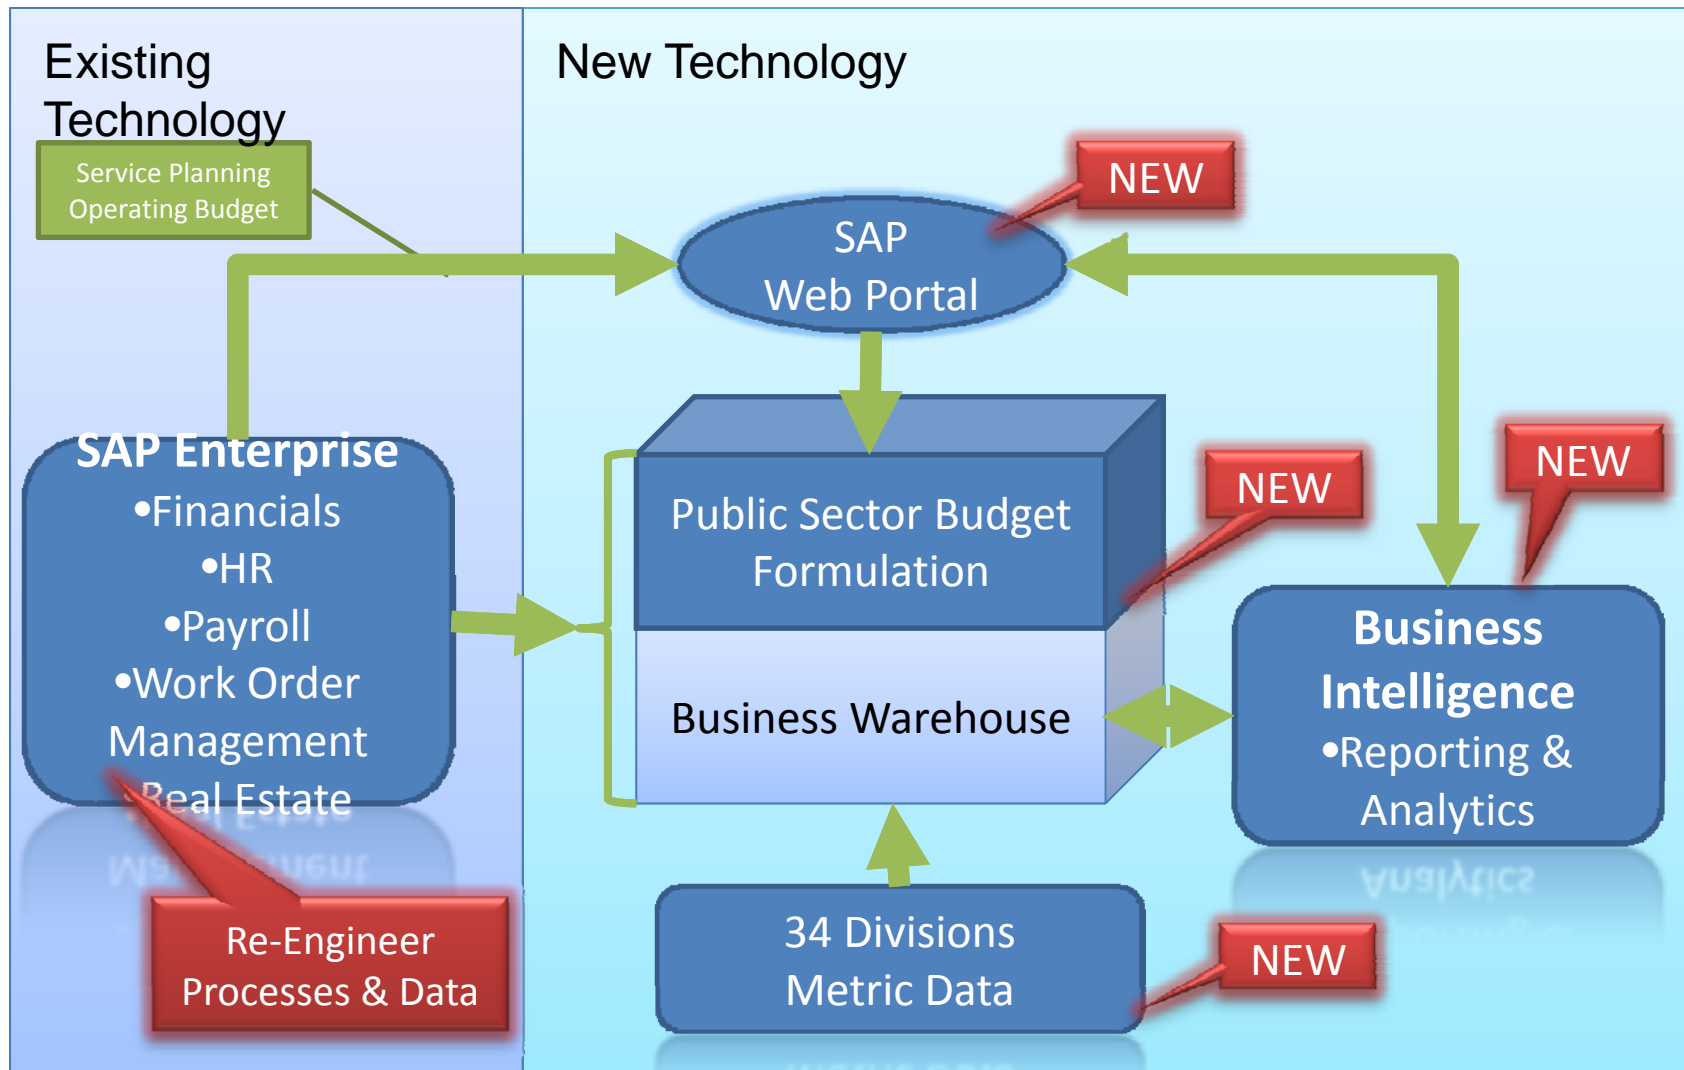 Existing
Technology
New Technology
Service Planning
Operating Budget
NEW
SAP
Web Portal
SAP Enterprise
•Financials
•HR
•Payroll
•Work Order
Management
•Real Estate
Public Sector Budget
Formulation
NEW
NEW
Business Warehouse
Business
Intelligence
•Reporting &
Analytics
Re-Engineer
Processes & Data
34 Divisions
Metric Data
NEW